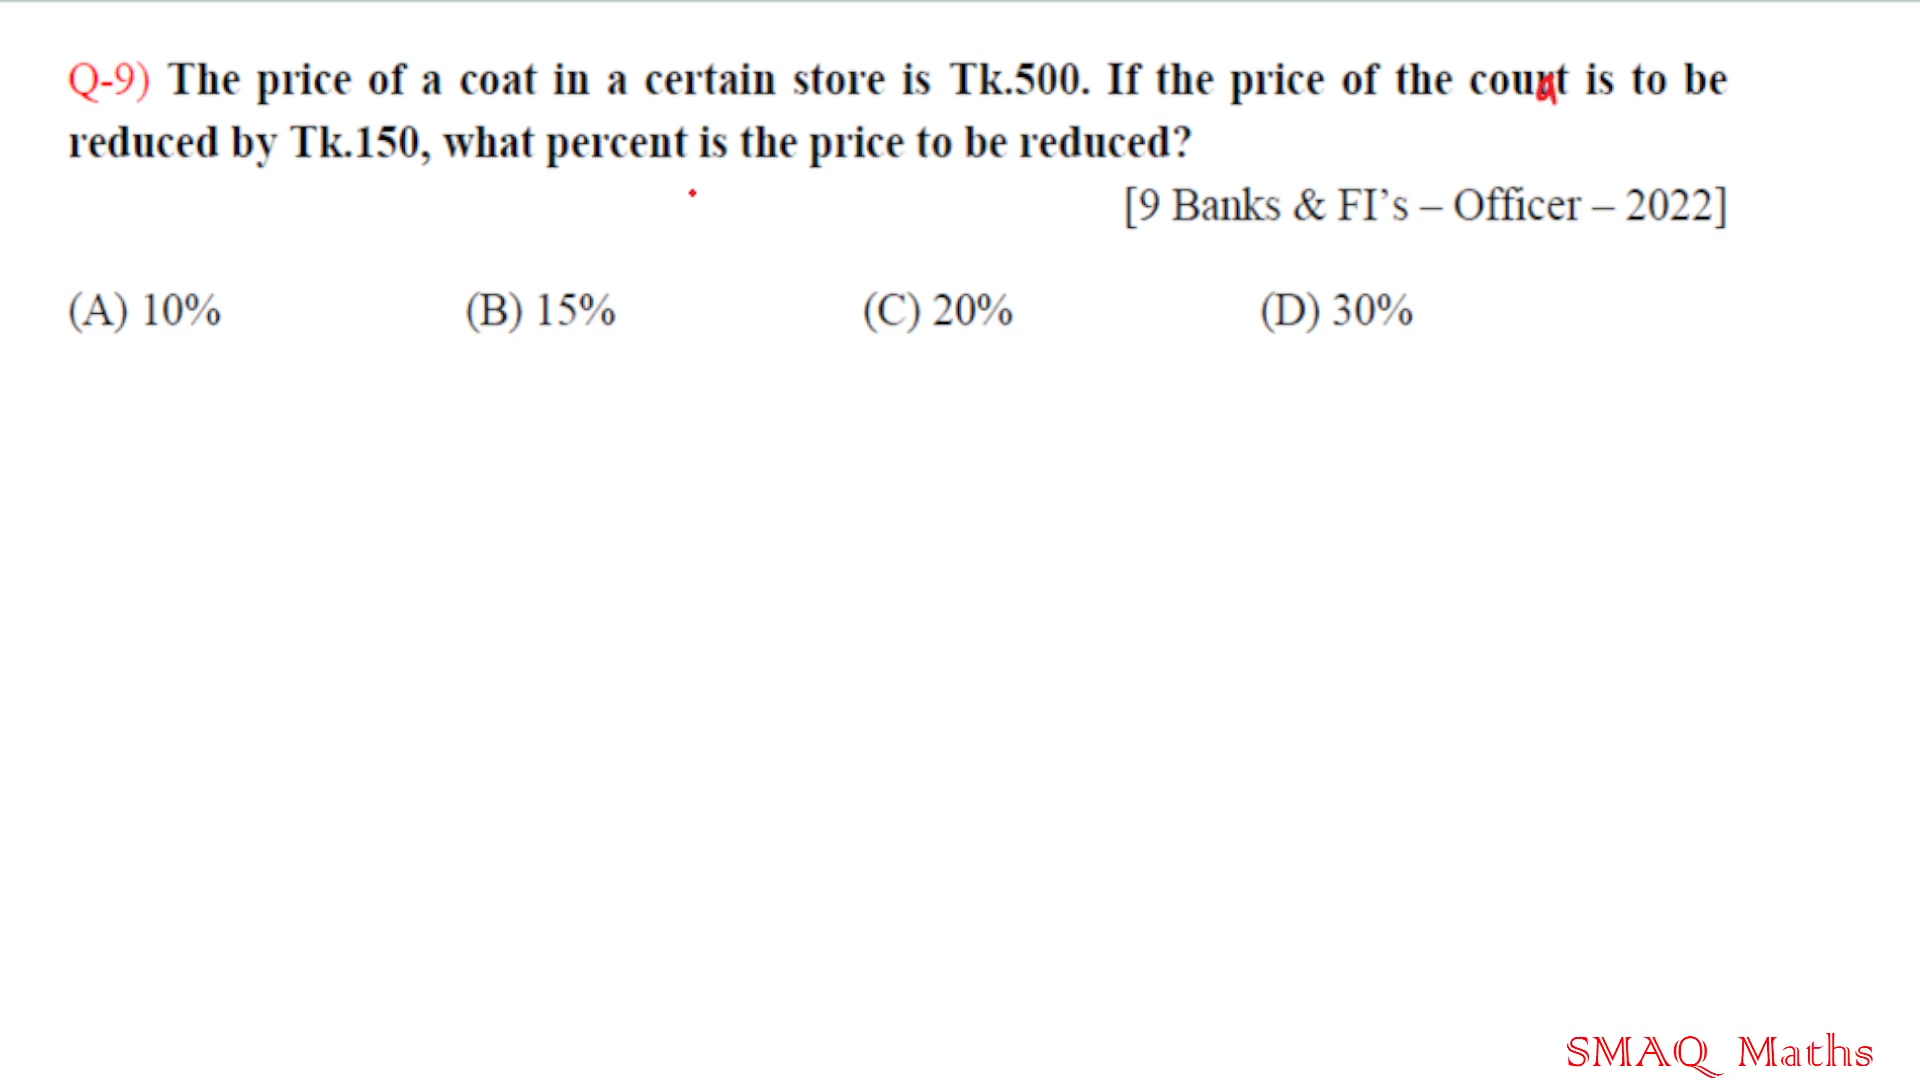 Q-9) The price of a coat in a certain store is Tk.500. If the price of the court is to be
reduced by Tk.150, what percent is the price to be reduced?
[9 Banks & FI’s – Officer – 2022]
(A) 10% (B) 15% (C) 20% (D) 30%
SMAQ Maths